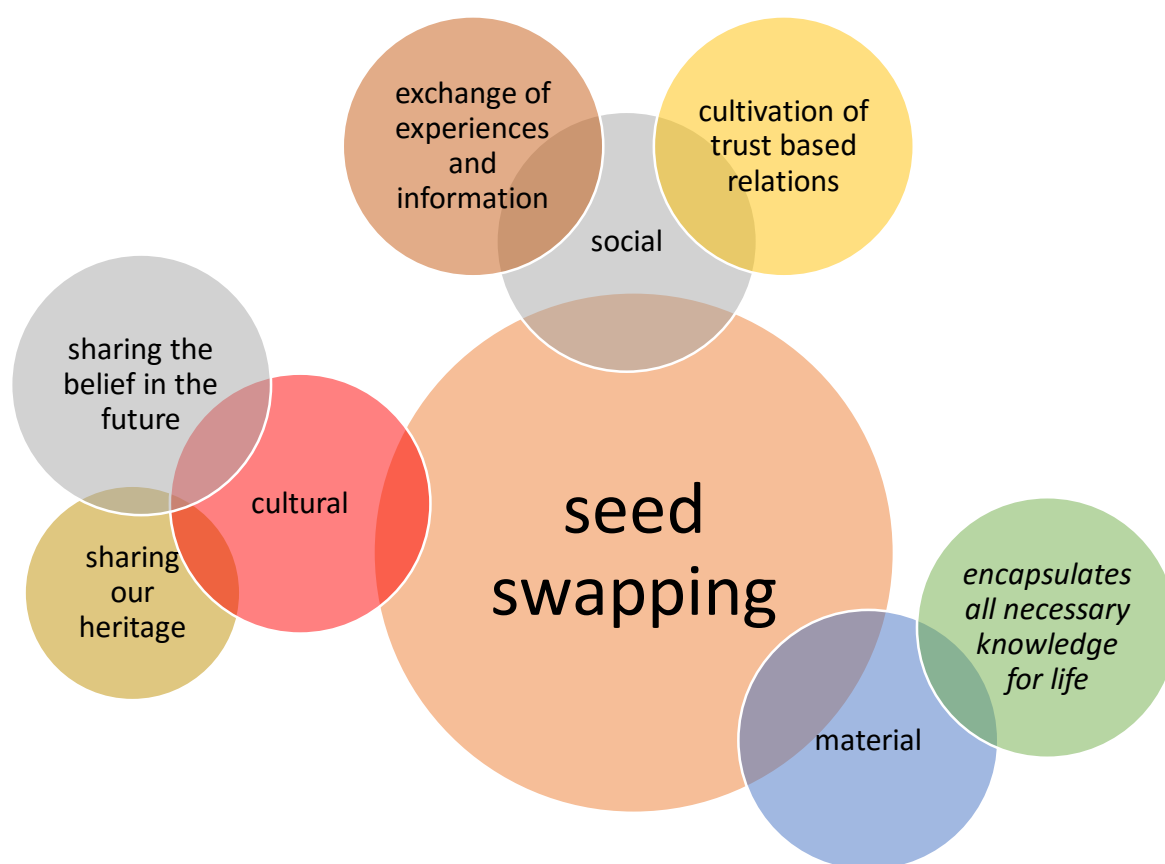 exchange of
experiences
and
information
cultivation of
trust based
relations
social
sharing the
belief in the
future
cultural
sharing
our
heritage
seed
swapping
encapsulates
all necessary
knowledge
for life
material